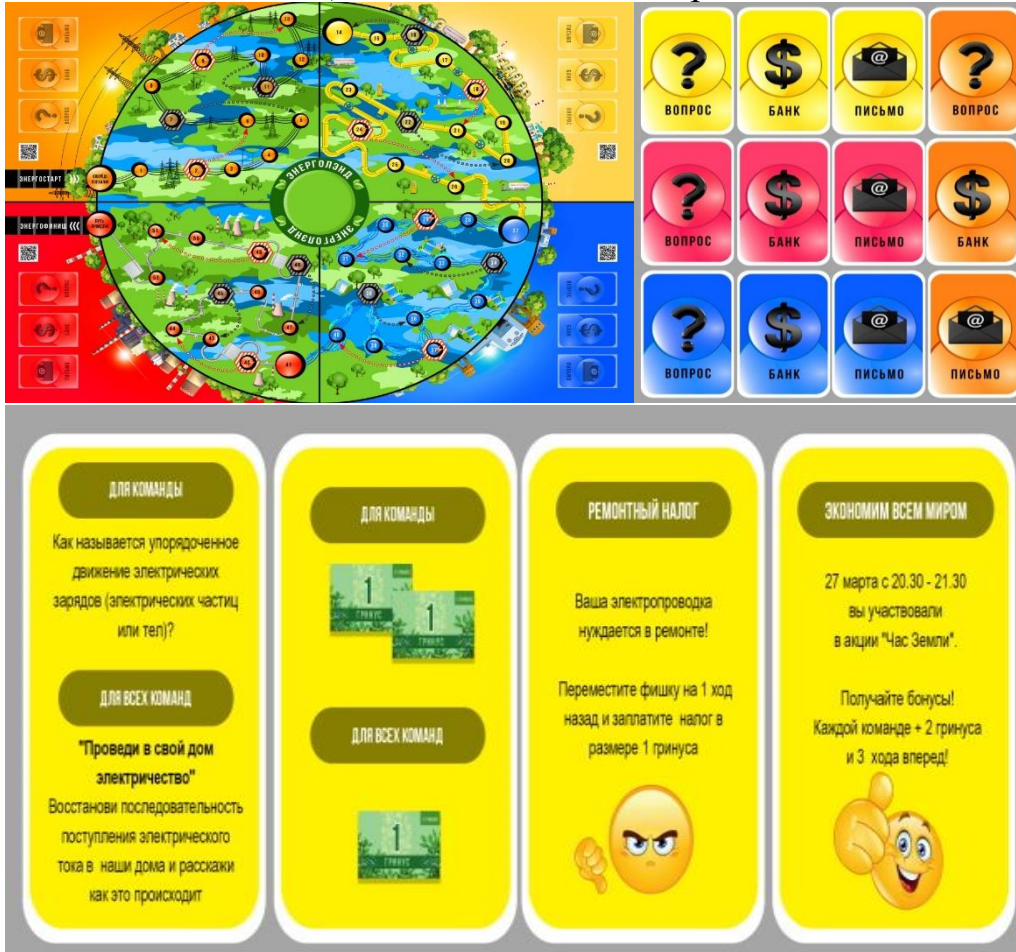 ЭНЕРГОСТАРТ
ЭНЕРГОФИНИШ
ЭНЕРГОЛЭНД
ЭНЕРГОЛЭНД
ВОПРОС
БАНК
ПИСЬМО
ВОПРОС
ВОПРОС
БАНК
ПИСЬМО
БАНК
ВОПРОС
БАНК
ПИСЬМО
ПИСЬМО
ДЛЯ КОМАНДЫ
Как называется упорядоченное
движение электрических
зарядов (электрических частиц
или тел)?
ДЛЯ ВСЕХ КОМАНД
"Проведи в свой дом
электричество"
Восстанови последовательность
поступления электрического
тока в наши дома и расскажи
как это происходит
ДЛЯ КОМАНДЫ
1
ГРИНУС
1
ГРИНУС
ДЛЯ ВСЕХ КОМАНД
1
ГРИНУС
РЕМОНТНЫЙ НАЛОГ
Ваша электропроводка
нуждается в ремонте!
Переместите фишку на 1 ход
назад и заплатите налог в
размере 1 гринуса
ЭКОНОМИМ ВСЕМ МИРОМ
27 марта с 20.30 - 21.30
вы участвовали
в акции "Час Земли".
Получайте бонусы!
Каждой команде + 2 гринуса
и 3 хода вперед!